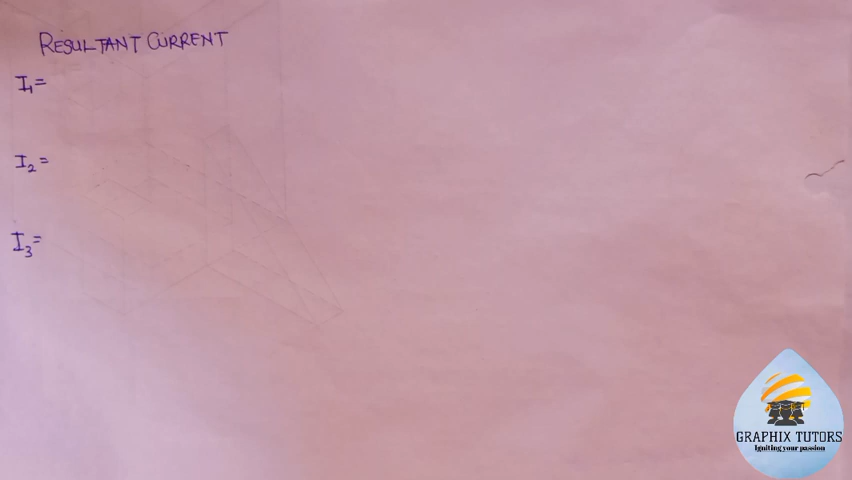 RESULTANT CURRENT
I₁=
I₂=
I₃=
GRAPHIX TUTORS
Igniting your passion